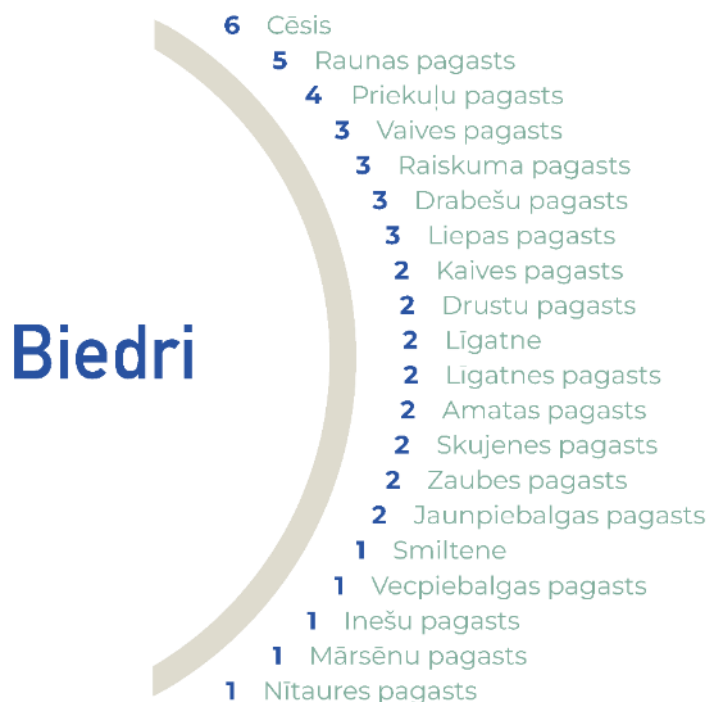 6 Cēsis
5 Raunas pagasts
4 Priekuļu pagasts
3 Vaives pagasts
3 Raiskuma pagasts
3 Drabešu pagasts
3 Liepas pagasts
2 Kaives pagasts
2 Drustu pagasts
Biedri
2 Līgatne
2 Līgatnes pagasts
2 Amatas pagasts
2 Skujenes pagasts
2 Zaubes pagasts
2 Jaunpiebalgas pagasts
1 Smiltene
1 Vecpiebalgas pagasts
1 Inešu pagasts
1 Mārsēnu pagasts
1 Nītaures pagasts